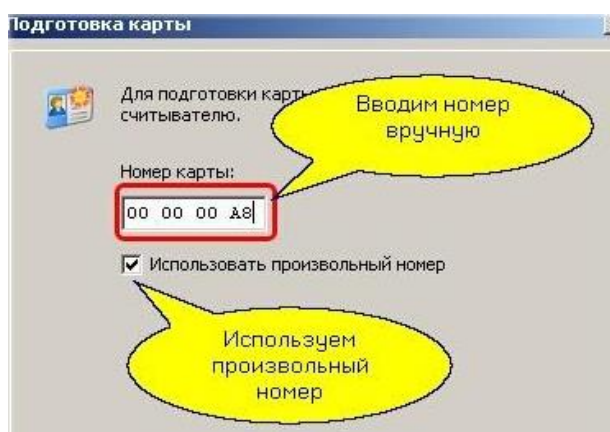 Подготовка карты
Для подготовки карты
считывателю.
Вводим номер
вручную
Номер карты:
00 00 00 A8
Использовать произвольный номер
Используем
произвольный
номер